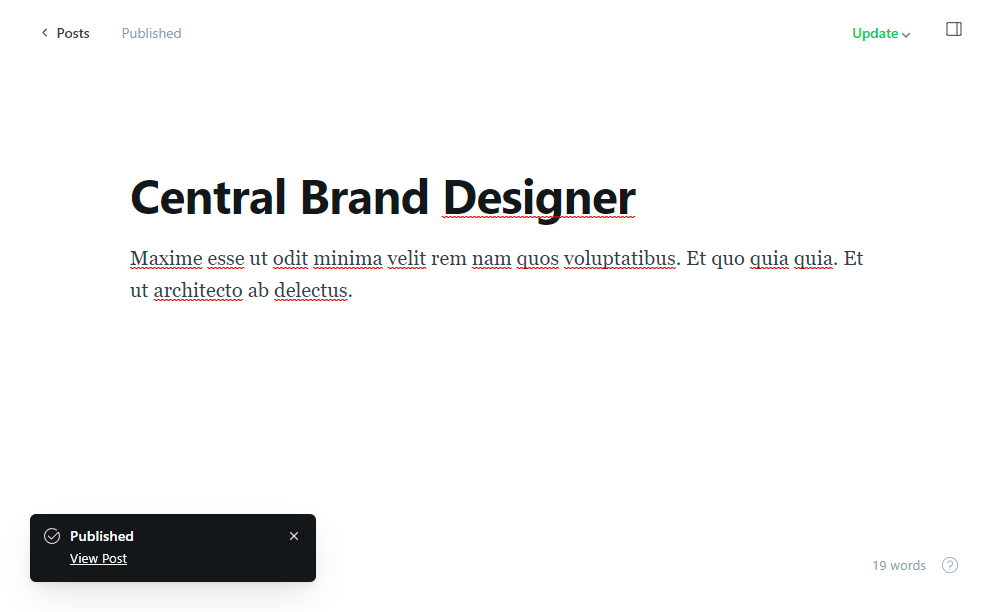 Posts Published Update
Central Brand Designer
Maxime esse ut odit minima velit rem nam quos voluptatibus. Et quo quia quia. Et
ut architecto ab delectus.
Published
View Post
19 words